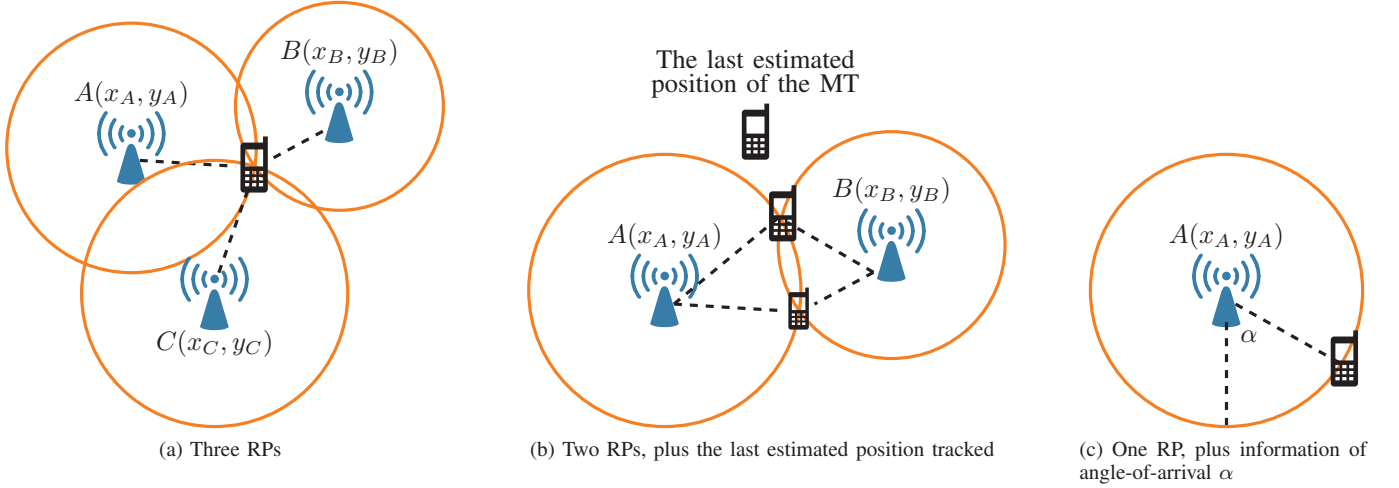 A(x_A, y_A)
B(x_B, y_B)
C(x_C, y_C)
(a) Three RPs
The last estimated
position of the MT
A(x_A, y_A)
B(x_B, y_B)
(b) Two RPs, plus the last estimated position tracked
A(x_A, y_A)
α
(c) One RP, plus information of
angle-of-arrival α